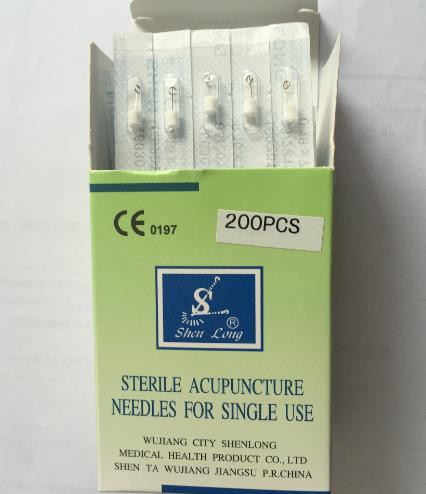 CE 0197
200PCS
SL
Shen Long ®
STERILE ACUPUNCTURE
NEEDLES FOR SINGLE USE
WUJIANG CITY SHENLONG
MEDICAL HEALTH PRODUCT CO., LTD
SHEN TA WUJIANG JIANGSU P.R.CHINA